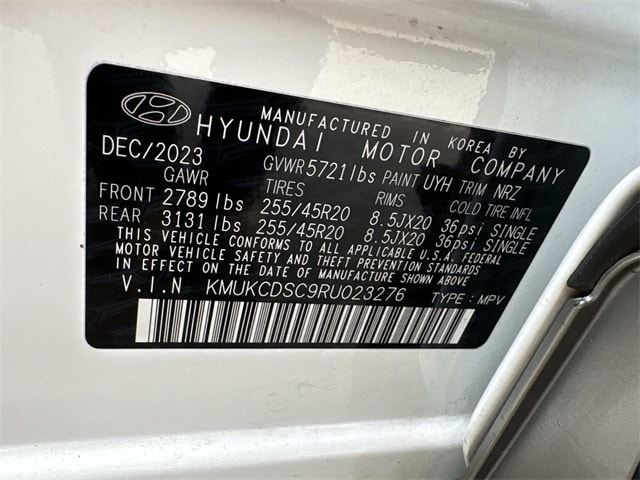 MANUFACTURED IN KOREA BY
HYUNDAI MOTOR COMPANY
DEC/2023 GVWR 5721lbs PAINT UYH TRIM NRZ
GAWR TIRES RIMS COLD TIRE INFL
FRONT 2789 lbs 255/45R20 8.5JX20 36psi SINGLE
REAR 3131 lbs 255/45R20 8.5JX20 36psi SINGLE
THIS VEHICLE CONFORMS TO ALL APPLICABLE U.S.A. FEDERAL
MOTOR VEHICLE SAFETY AND THEFT PREVENTION STANDARDS
IN EFFECT ON THE DATE OF MANUFACTURE SHOWN ABOVE.
V.I.N KMUKCDSC9RU023276 TYPE : MPV